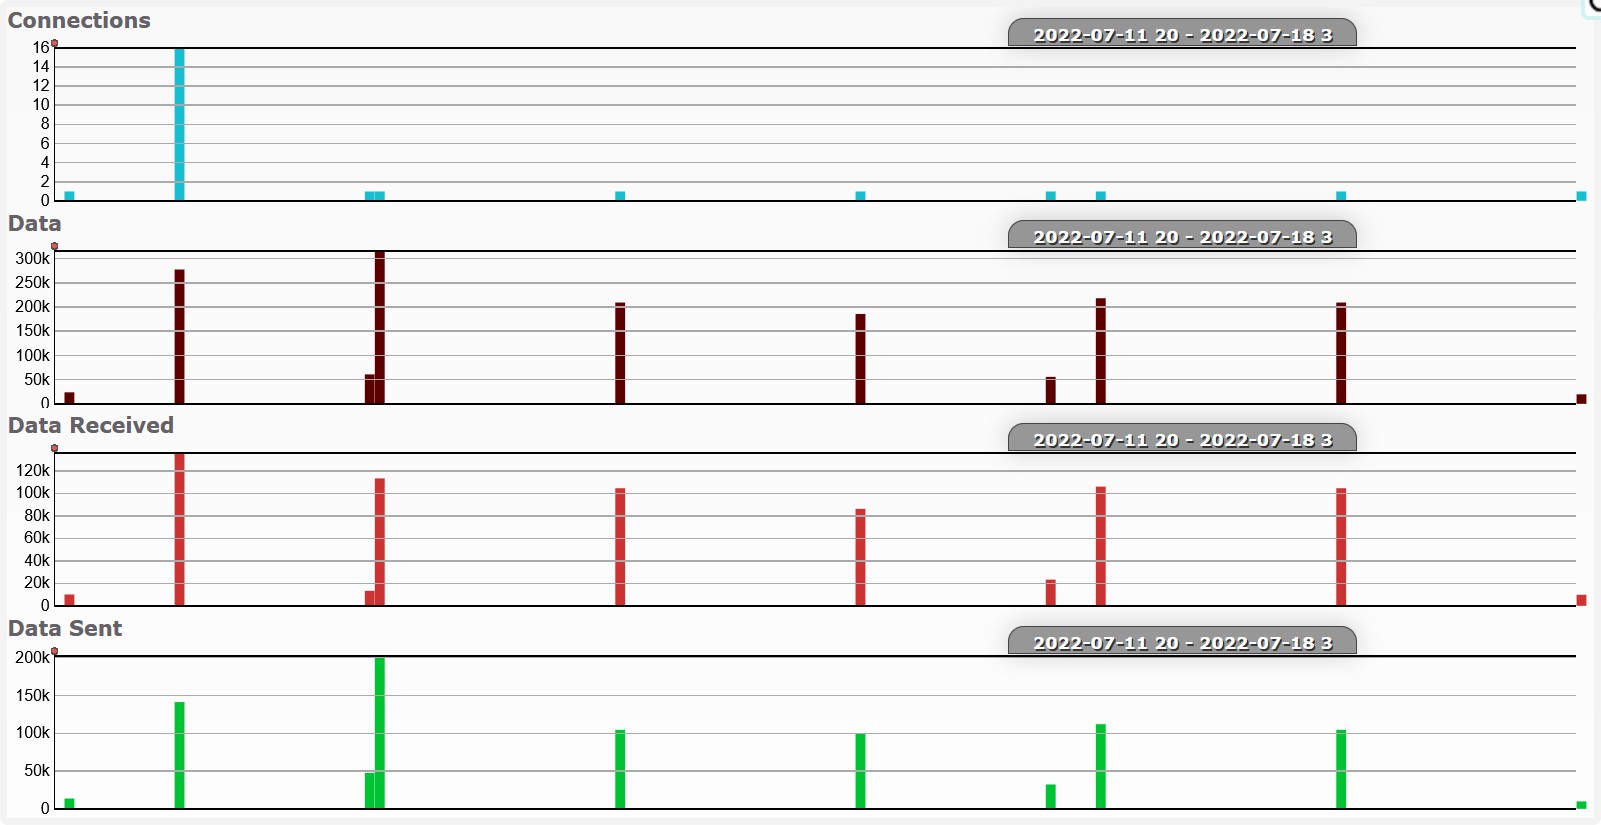 Connections
2022-07-11 20 - 2022-07-18 3
16
14
12
10
8
6
4
2
0
Data
2022-07-11 20 - 2022-07-18 3
300k
250k
200k
150k
100k
50k
0
Data Received
2022-07-11 20 - 2022-07-18 3
120k
100k
80k
60k
40k
20k
0
Data Sent
2022-07-11 20 - 2022-07-18 3
200k
150k
100k
50k
0